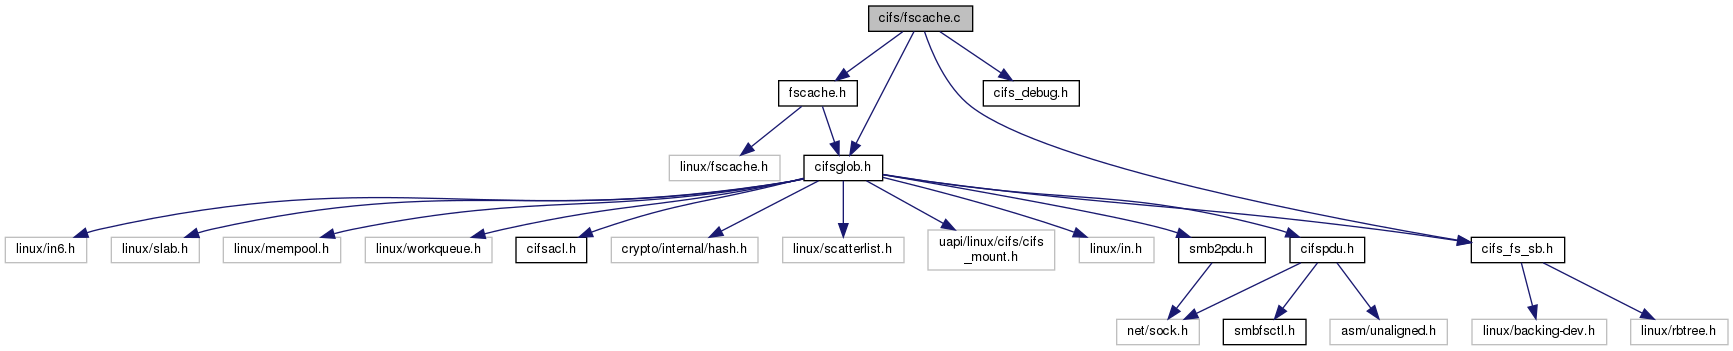 cifs/fscache.c
fscache.h
cifs_debug.h
linux/fscache.h
cifsglob.h
linux/in6.h
linux/slab.h
linux/mempool.h
linux/workqueue.h
cifsacl.h
crypto/internal/hash.h
linux/scatterlist.h
uapi/linux/cifs/cifs
_mount.h
linux/in.h
smb2pdu.h
cifspdu.h
cifs_fs_sb.h
net/sock.h
smbfsctl.h
asm/unaligned.h
linux/backing-dev.h
linux/rbtree.h